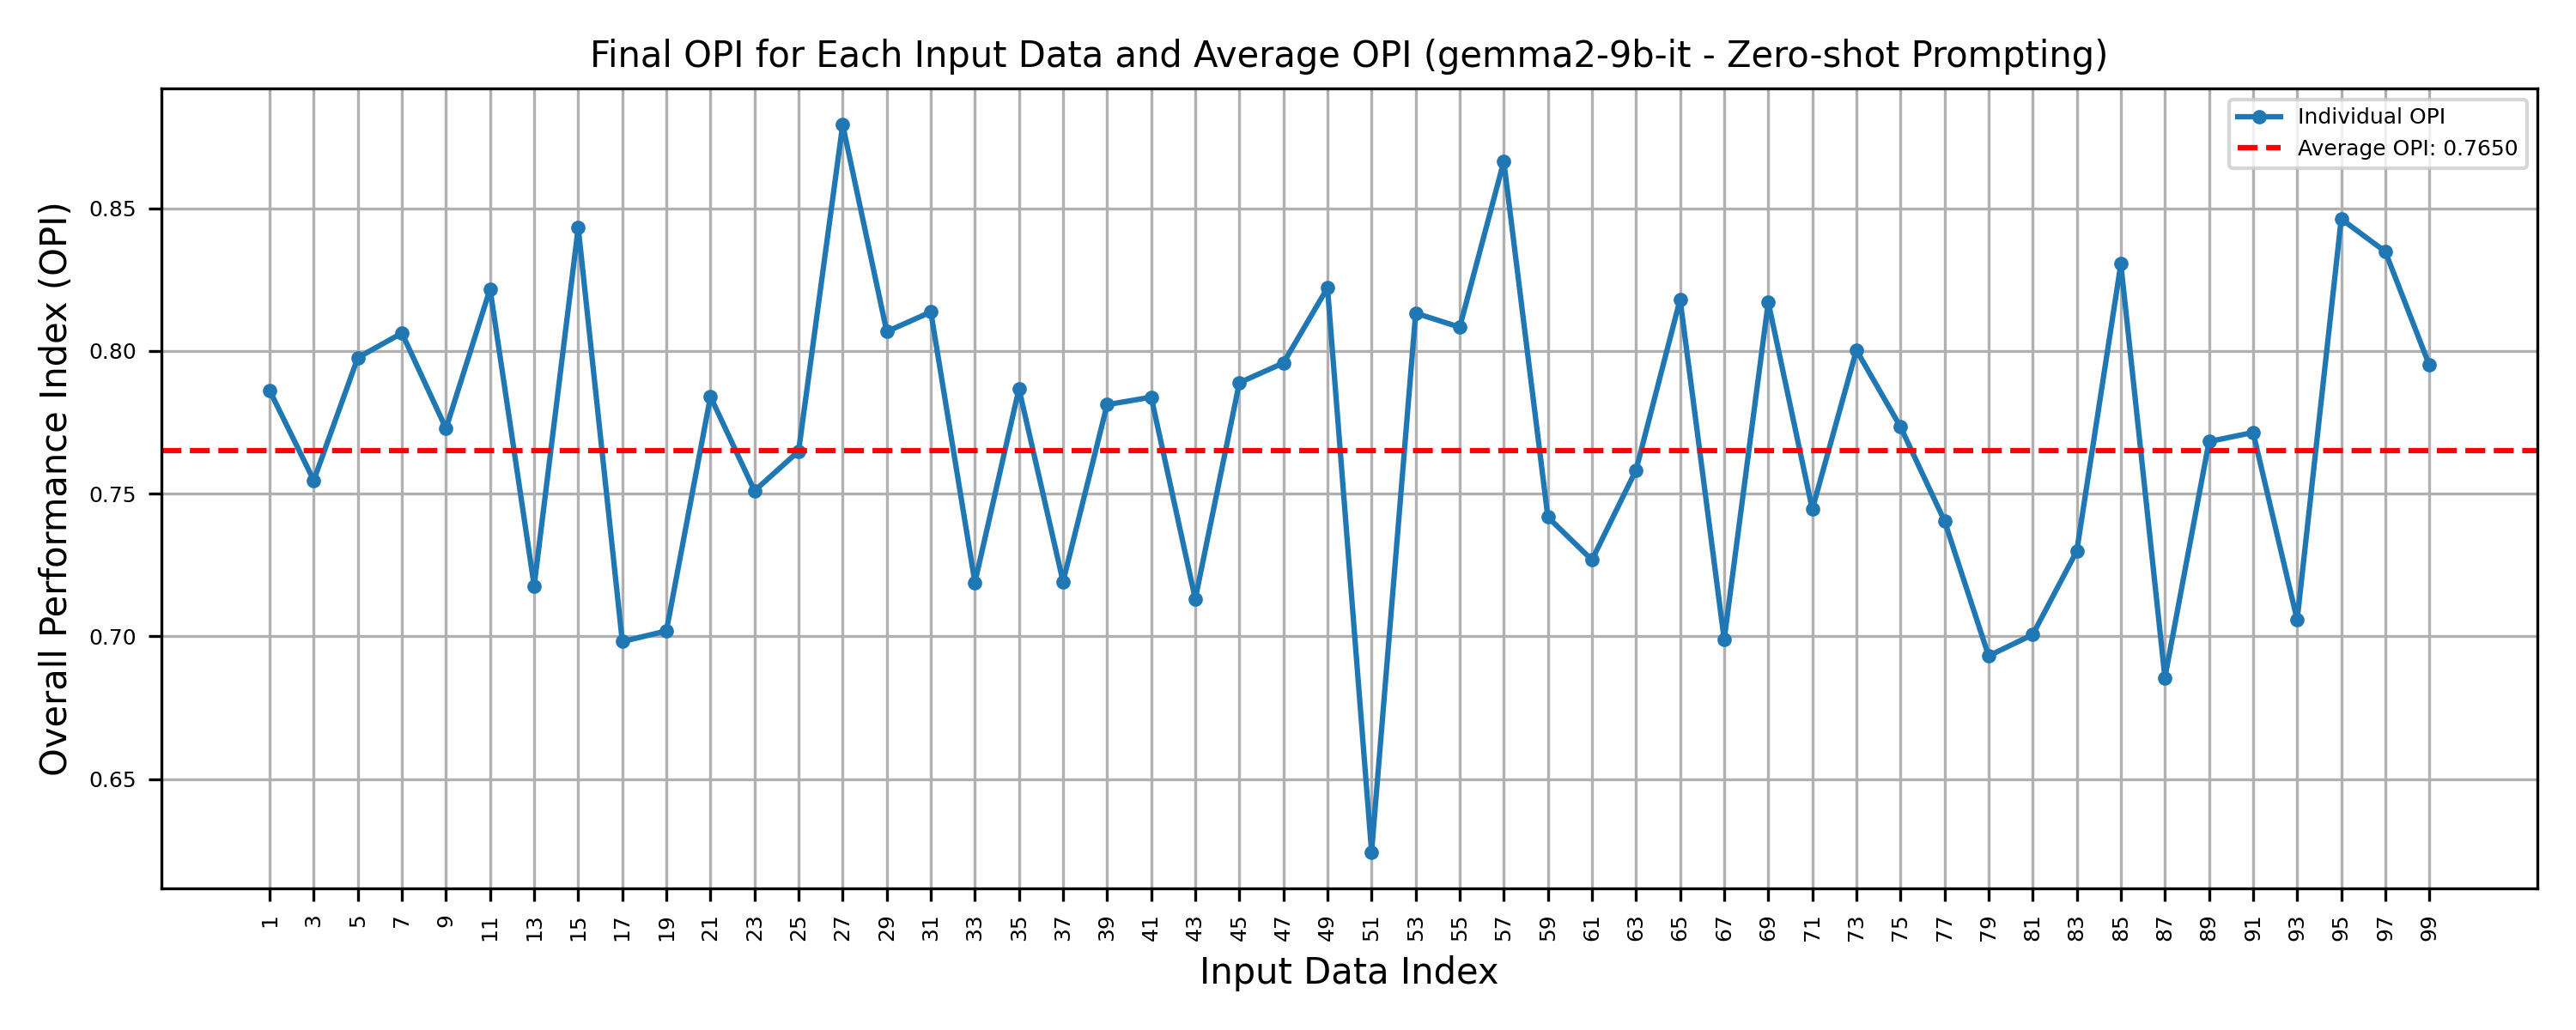 Final OPI for Each Input Data and Average OPI (gemma2-9b-it - Zero-shot Prompting)
Individual OPI
Average OPI: 0.7650
Overall Performance Index (OPI)
0.85
0.80
0.75
0.70
0.65
1 3 5 7 9 11 13 15 17 19 21 23 25 27 29 31 33 35 37 39 41 43 45 47 49 51 53 55 57 59 61 63 65 67 69 71 73 75 77 79 81 83 85 87 89 91 93 95 97 99
Input Data Index